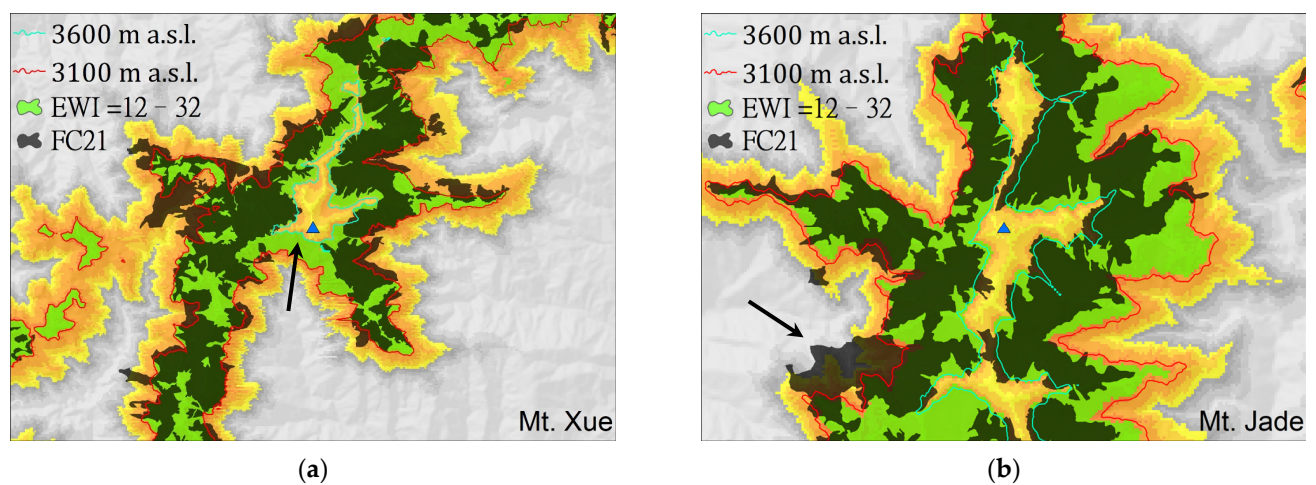 3600 m a.s.l.
3100 m a.s.l.
EWI =12 – 32
FC21
Mt. Xue
(a)
3600 m a.s.l.
3100 m a.s.l.
EWI =12 – 32
FC21
Mt. Jade
(b)